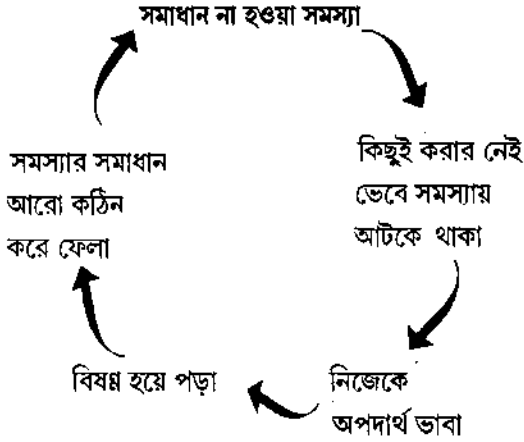 সমাধান না হওয়া সমস্যা
কিছুই করার নেই
ভেবে সমস্যায়
আটকে থাকা
নিজেকে
অপদার্থ ভাবা
বিষণ্ণ হয়ে পড়া
সমস্যার সমাধান
আরো কঠিন
করে ফেলা